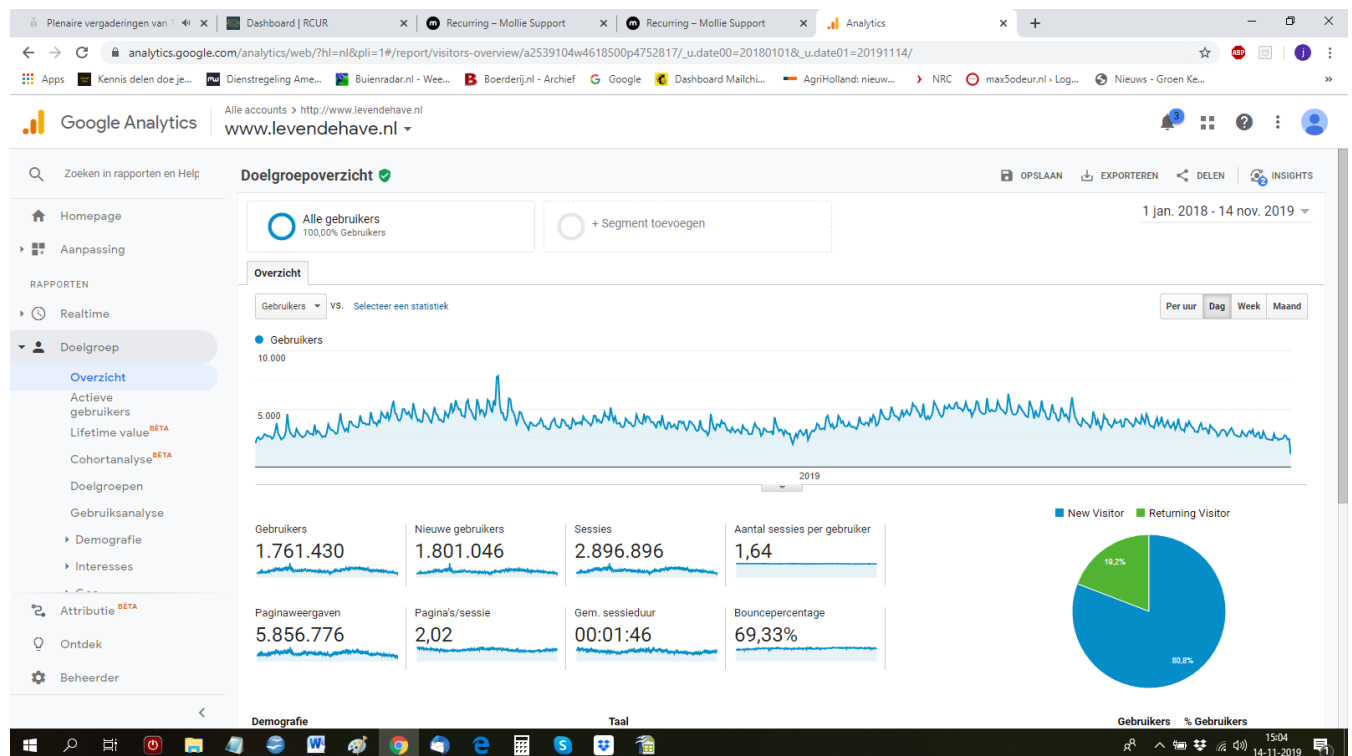 Plenaire vergaderingen van
Dashboard | RCUR
Recurring – Mollie Support
Recurring – Mollie Support
Analytics
analytics.google.com/analytics/web/?hl=nl&pli=1#/report/visitors-overview/a2539104w4618500p4752817/_u.date00=20180101&_u.date01=20191114/
ABP
j
Apps
Kennis delen doe je...
Dienstregeling Ame...
Buienradar.nl - Wee...
Boerderij.nl - Archief
Google
Dashboard Mailchi...
AgriHolland: nieuw...
NRC
max5odeur.nl › Log...
Nieuws - Groen Ke...
»
Google Analytics
Alle accounts > http://www.levendehave.nl
www.levendehave.nl
3
Zoeken in rapporten en Help
Homepage
Aanpassing
RAPPORTEN
Realtime
Doelgroep
Overzicht
Actieve
gebruikers
Lifetime value BÈTA
Cohortanalyse BÈTA
Doelgroepen
Gebruiksanalyse
Demografie
Interesses
Attributie BÈTA
Ontdek
Beheerder
Doelgroepoverzicht
OPSLAAN
EXPORTEREN
DELEN
2
INSIGHTS
Alle gebruikers
100,00% Gebruikers
+ Segment toevoegen
1 jan. 2018 - 14 nov. 2019
Overzicht
Gebruikers
VS.
Selecteer een statistiek
Per uur
Dag
Week
Maand
Gebruikers
10.000
5.000
2019
Gebruikers
1.761.430
Nieuwe gebruikers
1.801.046
Sessies
2.896.896
Aantal sessies per gebruiker
1,64
Paginaweergaven
5.856.776
Pagina's/sessie
2,02
Gem. sessieduur
00:01:46
Bouncepercentage
69,33%
New Visitor
Returning Visitor
19,2%
80,8%
Demografie
Taal
Gebruikers
% Gebruikers
15:04
14-11-2019